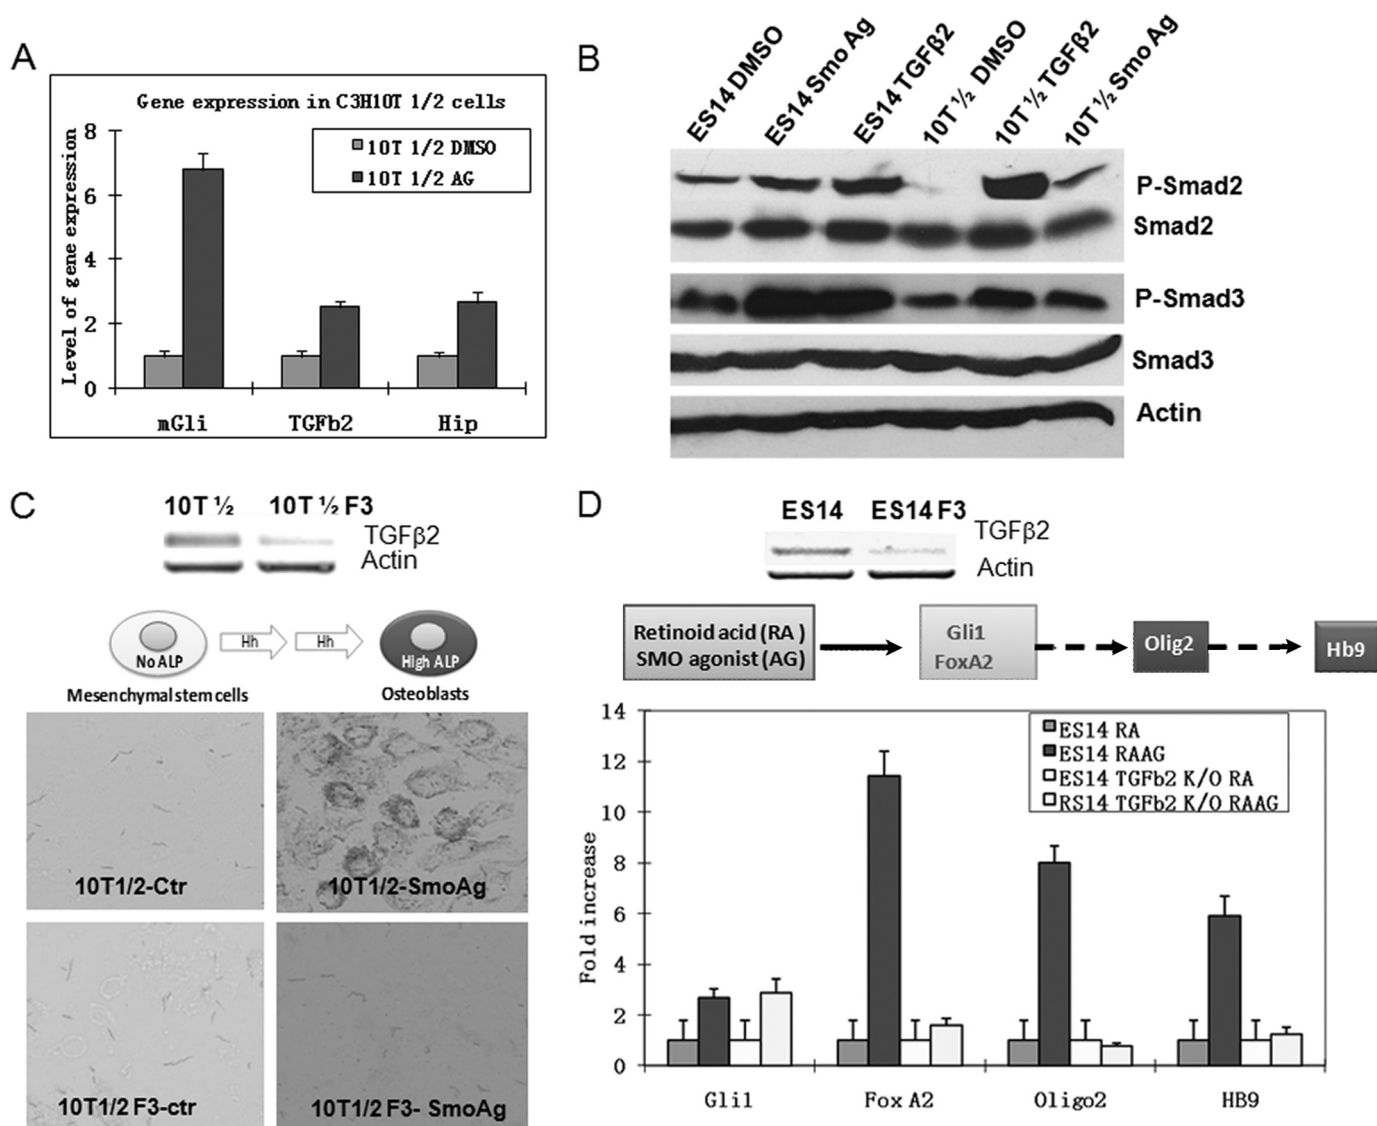 A
Gene expression in C3H10T 1/2 cells
Level of gene expression
8
6
4
2
0
10T 1/2 DMSO
10T 1/2 AG
mGli
TGFb2
Hip
B
ES14 DMSO
ES14 Smo Ag
ES14 TGFβ2
10T ½ DMSO
10T ½ TGFβ2
10T ½ Smo Ag
P-Smad2
Smad2
P-Smad3
Smad3
Actin
C
10T ½
10T ½ F3
TGFβ2
Actin
No ALP
Hh
Hh
High ALP
Mesenchymal stem cells
Osteoblasts
10T1/2-Ctr
10T1/2-SmoAg
10T1/2 F3-ctr
10T1/2 F3- SmoAg
D
ES14
ES14 F3
TGFβ2
Actin
Retinoid acid (RA )
SMO agonist (AG)
Gli1
FoxA2
Olig2
Hb9
Fold increase
14
12
10
8
6
4
2
0
ES14 RA
ES14 RAAG
ES14 TGFb2 K/O RA
RS14 TGFb2 K/O RAAG
Gli1
Fox A2
Oligo2
HB9